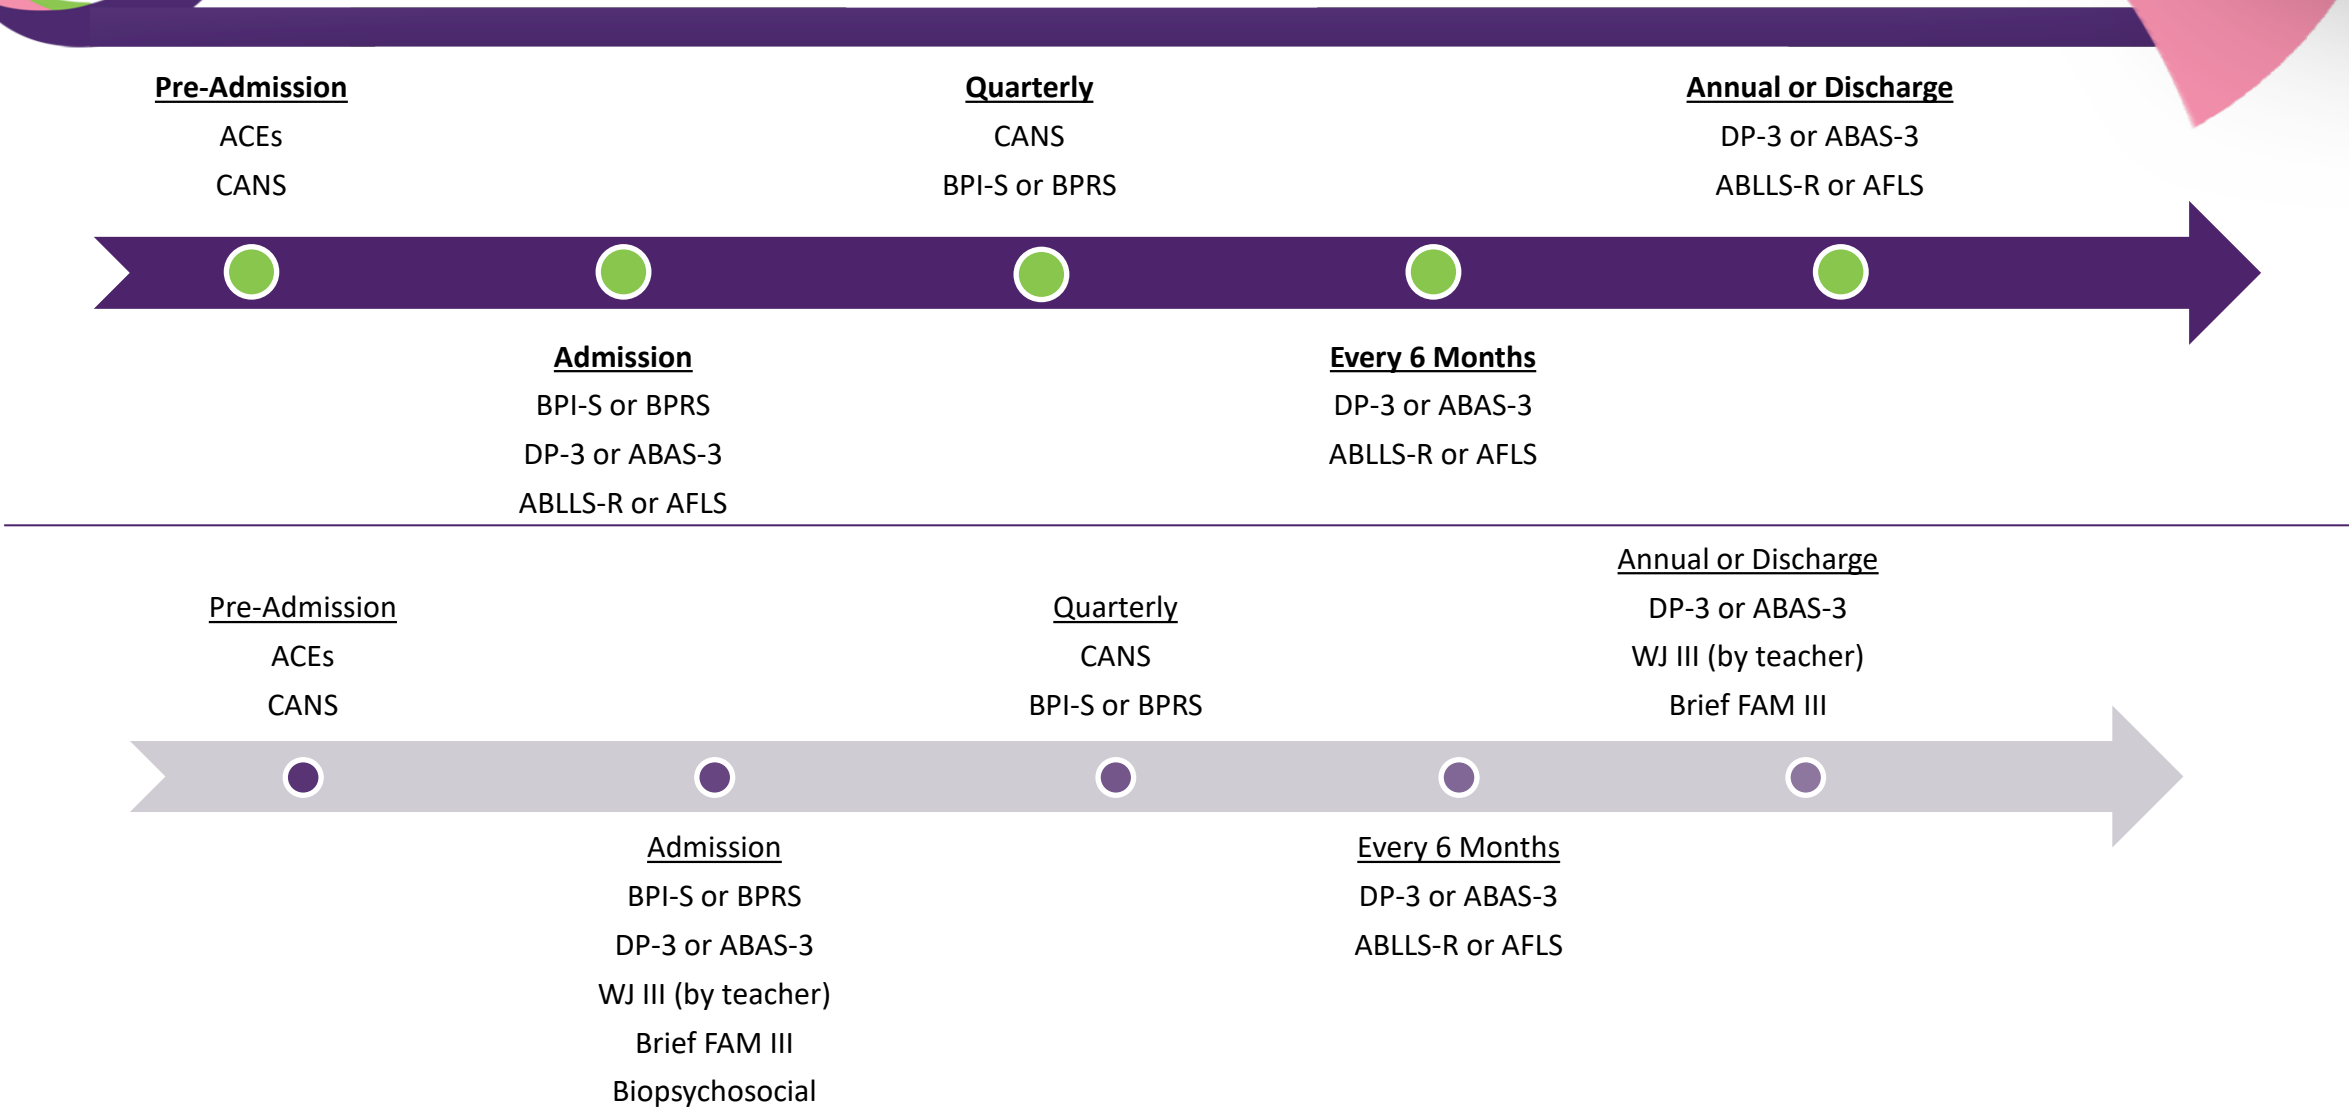 Pre-Admission
ACEs
CANS
Quarterly
CANS
BPI-S or BPRS
Annual or Discharge
DP-3 or ABAS-3
ABLLS-R or AFLS
Admission
BPI-S or BPRS
DP-3 or ABAS-3
ABLLS-R or AFLS
Every 6 Months
DP-3 or ABAS-3
ABLLS-R or AFLS
Pre-Admission
ACEs
CANS
Quarterly
CANS
BPI-S or BPRS
Annual or Discharge
DP-3 or ABAS-3
WJ III (by teacher)
Brief FAM III
Admission
BPI-S or BPRS
DP-3 or ABAS-3
WJ III (by teacher)
Brief FAM III
Biopsychosocial
Every 6 Months
DP-3 or ABAS-3
ABLLS-R or AFLS